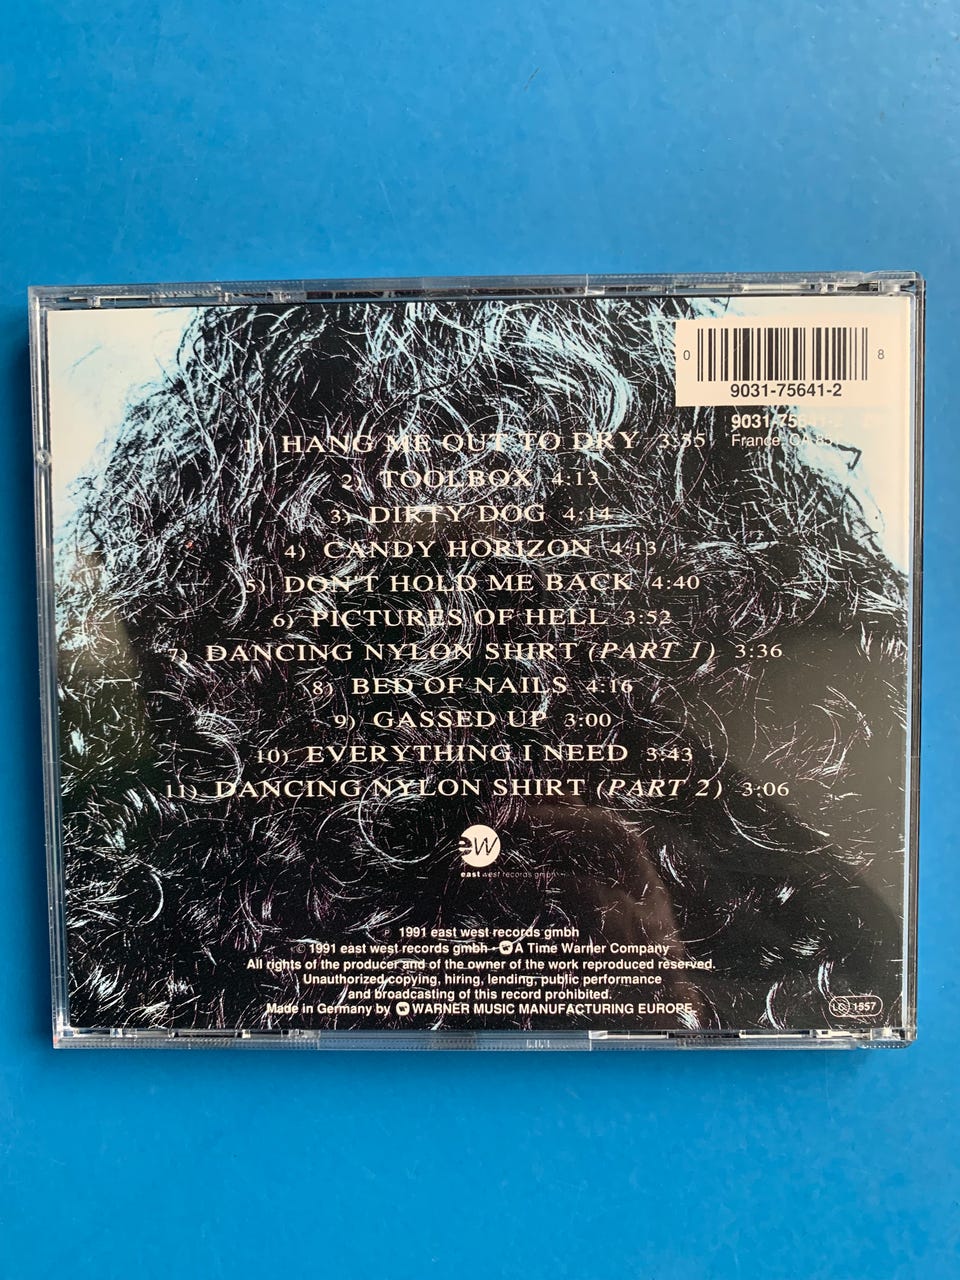 0 8
9031-75641-2
9031-75641-2
France: CA 85
1) HANG ME OUT TO DRY 3:55
2) TOOLBOX 4:13
3) DIRTY DOG 4:14
4) CANDY HORIZON 4:13
5) DON'T HOLD ME BACK 4:40
6) PICTURES OF HELL 3:52
7) DANCING NYLON SHIRT (PART 1) 3:36
8) BED OF NAILS 4:16
9) GASSED UP 3:00
10) EVERYTHING I NEED 3:43
11) DANCING NYLON SHIRT (PART 2) 3:06
ew
east west records gmbh
℗ 1991 east west records gmbh
© 1991 east west records gmbh · A Time Warner Company
All rights of the producer and of the owner of the work reproduced reserved.
Unauthorized copying, hiring, lending, public performance
and broadcasting of this record prohibited.
Made in Germany by WARNER MUSIC MANUFACTURING EUROPE.
LC 1557